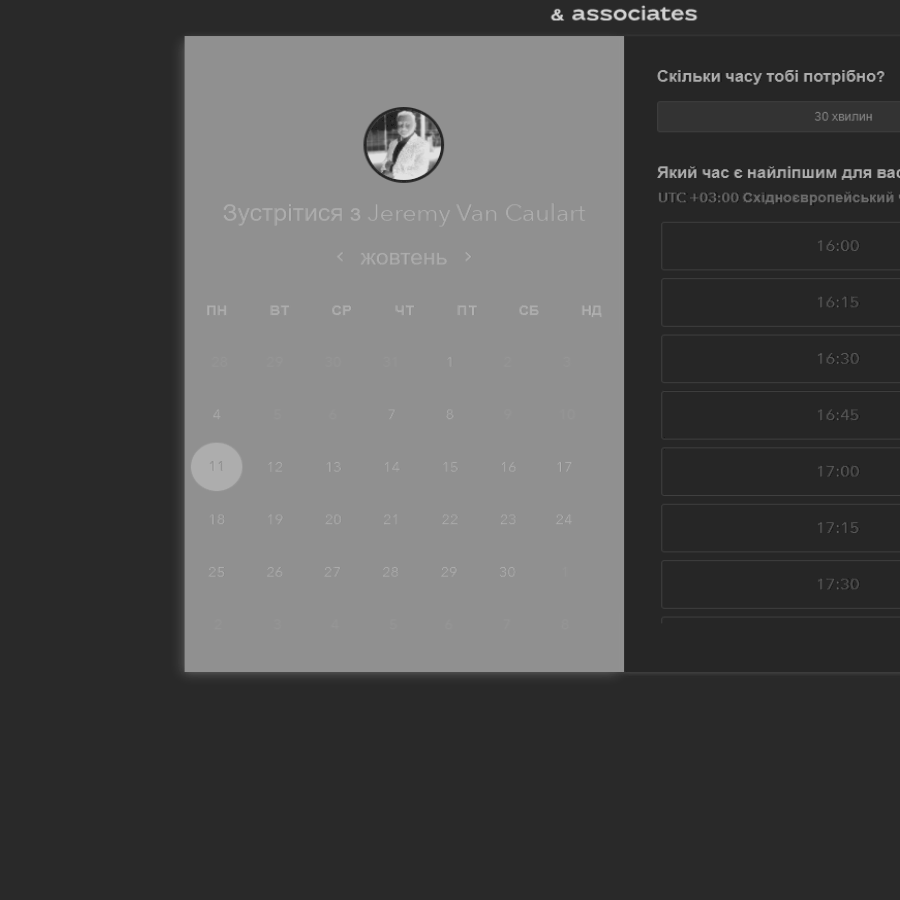 & associates
Зустрітися з Jeremy Van Caulart
жовтень
ПН ВТ СР ЧТ ПТ СБ НД
28 29 30 31 1 2 3
4 5 6 7 8 9 10
11 12 13 14 15 16 17
18 19 20 21 22 23 24
25 26 27 28 29 30 1
2 3 4 5 6 7 8
Скільки часу тобі потрібно?
30 хвилин
Який час є найліпшим для вас
UTC +03:00 Східноєвропейський
16:00
16:15
16:30
16:45
17:00
17:15
17:30